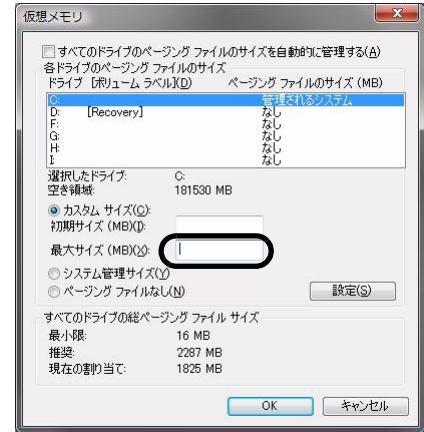 仮想メモリ
すべてのドライブのページング ファイルのサイズを自動的に管理する(A)
各ドライブのページング ファイルのサイズ
ドライブ [ボリューム ラベル](D) ページング ファイルのサイズ (MB)
C: 管理されるシステム
D: [Recovery] なし
F: なし
G: なし
H: なし
I: なし
選択したドライブ: C:
空き領域: 181530 MB
カスタム サイズ(C):
初期サイズ (MB)(I):
最大サイズ (MB)(X):
システム管理サイズ(Y)
ページング ファイルなし(N) 設定(S)
すべてのドライブの総ページング ファイル サイズ
最小限: 16 MB
推奨: 2287 MB
現在の割り当て: 1825 MB
OK キャンセル